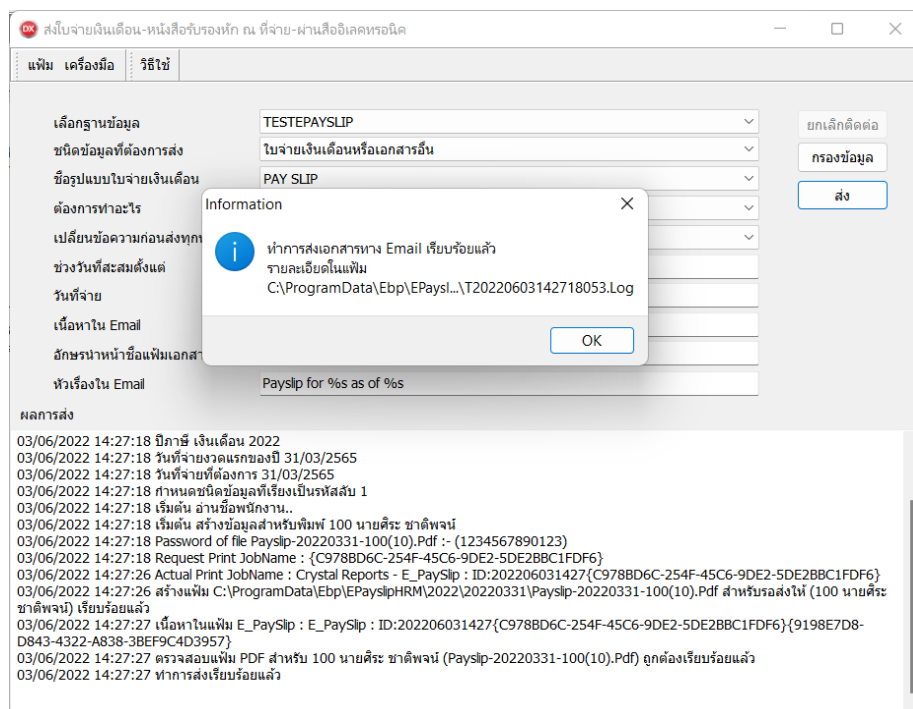 DX ส่งใบจ่ายเงินเดือน-หนังสือรับรองหัก ณ ที่จ่าย-ผ่านสืออิเลคทรอนิค
แฟ้ม เครื่องมือ วิธีใช้
เลือกฐานข้อมูล TESTEPAYSLIP ยกเลิกติดต่อ
ชนิดข้อมูลที่ต้องการส่ง ใบจ่ายเงินเดือนหรือเอกสารอื่น กรองข้อมูล
ชื่อรูปแบบใบจ่ายเงินเดือน PAY SLIP
ส่ง
ต้องการทำอะไร
เปลี่ยนข้อความก่อนส่งทุก
ช่วงวันที่สะสมตั้งแต่
วันที่จ่าย
เนื้อหาใน Email
อักษรนำหน้าชื่อแฟ้มเอกสา
หัวเรื่องใน Email Payslip for %s as of %s
Information
ทำการส่งเอกสารทาง Email เรียบร้อยแล้ว
รายละเอียดในแฟ้ม
C:\ProgramData\Ebp\EPaysl...\T20220603142718053.Log
OK
ผลการส่ง
03/06/2022 14:27:18 ปีภาษี เงินเดือน 2022
03/06/2022 14:27:18 วันที่จ่ายงวดแรกของปี 31/03/2565
03/06/2022 14:27:18 วันที่จ่ายที่ต้องการ 31/03/2565
03/06/2022 14:27:18 กำหนดชนิดข้อมูลที่เรียงเป็นรหัสลับ 1
03/06/2022 14:27:18 เริ่มต้น อ่านชื่อพนักงาน..
03/06/2022 14:27:18 เริ่มต้น สร้างข้อมูลสำหรับพิมพ์ 100 นายศิระ ชาติพจน์
03/06/2022 14:27:18 Password of file Payslip-20220331-100(10).Pdf :- (1234567890123)
03/06/2022 14:27:18 Request Print JobName : {C978BD6C-254F-45C6-9DE2-5DE2BBC1FDF6}
03/06/2022 14:27:26 Actual Print JobName : Crystal Reports - E_PaySlip : ID:202206031427{C978BD6C-254F-45C6-9DE2-5DE2BBC1FDF6}
03/06/2022 14:27:26 สร้างแฟ้ม C:\ProgramData\Ebp\EPayslipHRM\2022\20220331\Payslip-20220331-100(10).Pdf สำหรับรอส่งให้ (100 นายศิระ
ชาติพจน์) เรียบร้อยแล้ว
03/06/2022 14:27:27 เนื้อหาในแฟ้ม E_PaySlip : E_PaySlip : ID:202206031427{C978BD6C-254F-45C6-9DE2-5DE2BBC1FDF6}{9198E7D8-
D843-4322-A838-3BEF9C4D3957}
03/06/2022 14:27:27 ตรวจสอบแฟ้ม PDF สำหรับ 100 นายศิระ ชาติพจน์ (Payslip-20220331-100(10).Pdf) ถูกต้องเรียบร้อยแล้ว
03/06/2022 14:27:27 ทำการส่งเรียบร้อยแล้ว